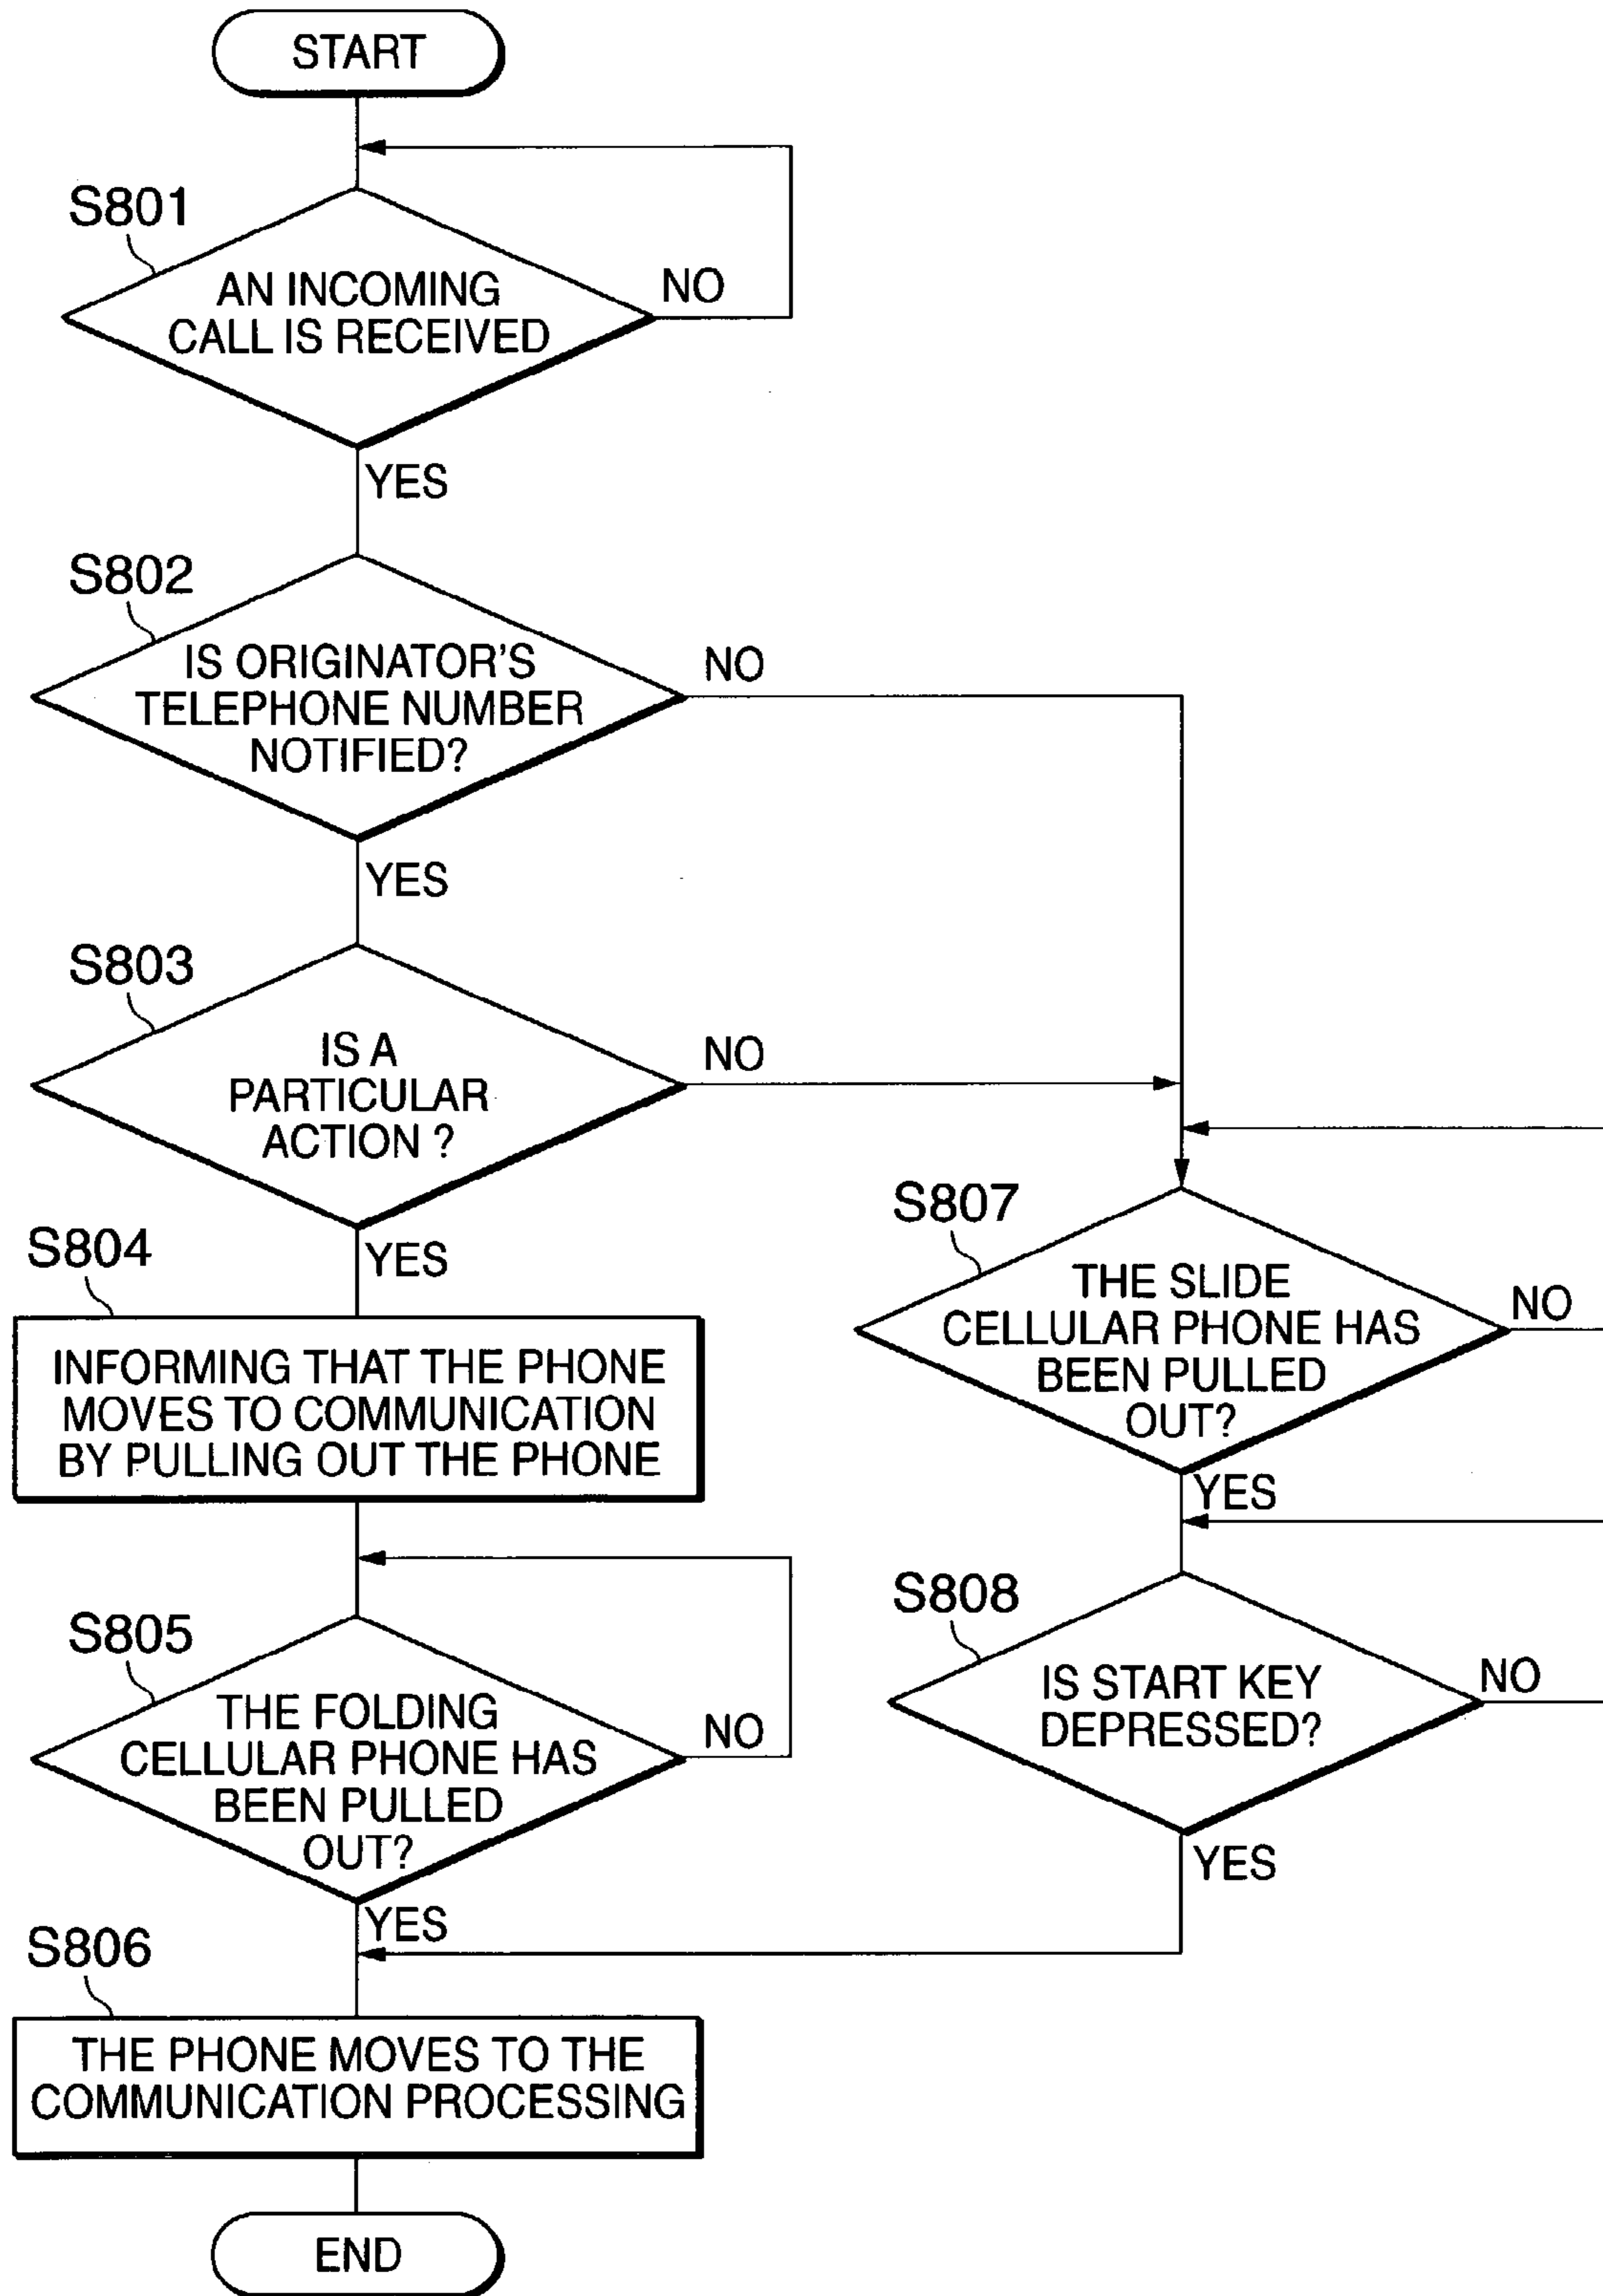 START
S801
AN INCOMING
CALL IS RECEIVED
NO
YES
S802
IS ORIGINATOR'S
TELEPHONE NUMBER
NOTIFIED?
NO
YES
S803
IS A
PARTICULAR
ACTION ?
NO
YES
S804
INFORMING THAT THE PHONE
MOVES TO COMMUNICATION
BY PULLING OUT THE PHONE
S805
THE FOLDING
CELLULAR PHONE HAS
BEEN PULLED
OUT?
NO
YES
S806
THE PHONE MOVES TO THE
COMMUNICATION PROCESSING
END
S807
THE SLIDE
CELLULAR PHONE HAS
BEEN PULLED
OUT?
NO
YES
S808
IS START KEY
DEPRESSED?
NO
YES